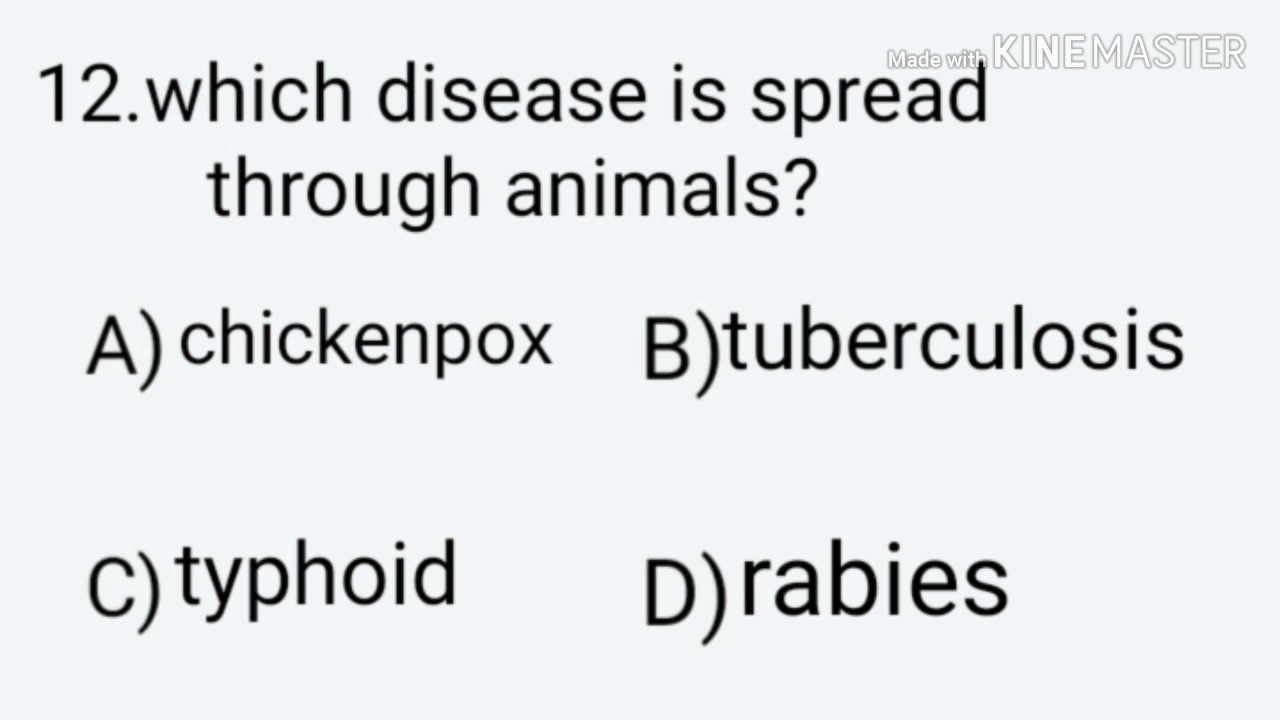 Made with KINEMASTER
12.which disease is spread
through animals?
A) chickenpox B)tuberculosis
C) typhoid D) rabies